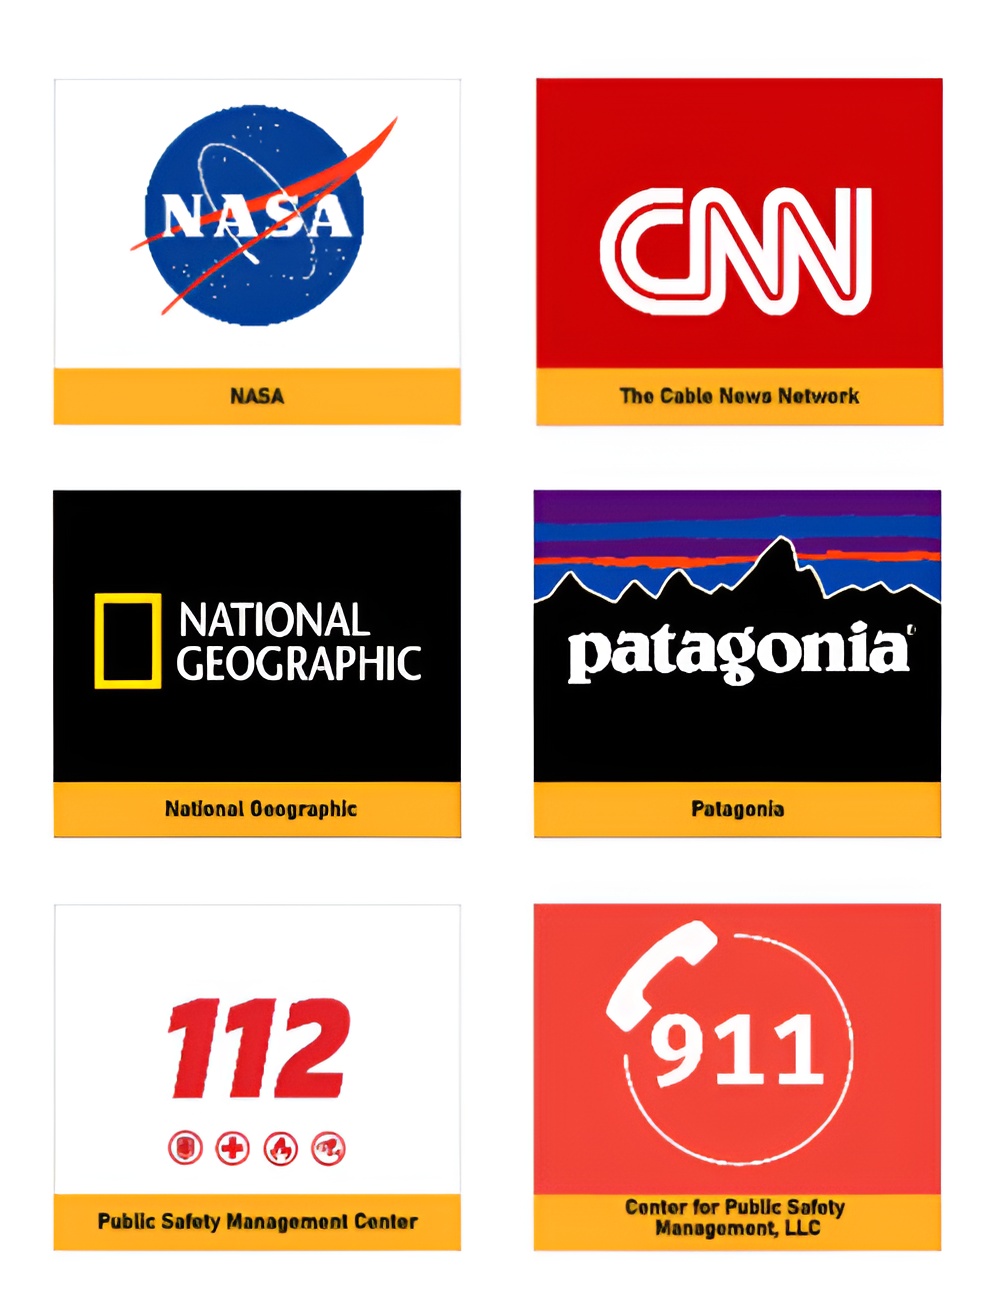 NASA
NASA
CNN
The Cable News Network
NATIONAL
GEOGRAPHIC
National Geographic
patagonia
Patagonia
112
Public Safety Management Center
911
Center for Public Safety
Management, LLC